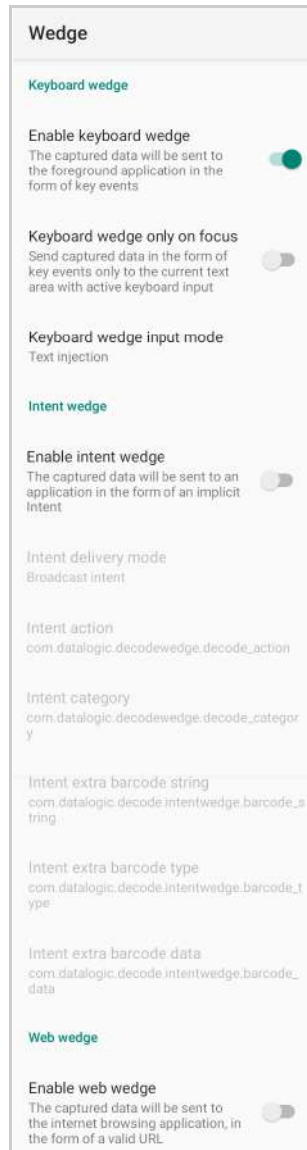 Wedge
Keyboard wedge
Enable keyboard wedge
The captured data will be sent to
the foreground application in the
form of key events
Keyboard wedge only on focus
Send captured data in the form of
key events only to the current text
area with active keyboard input
Keyboard wedge input mode
Text injection
Intent wedge
Enable intent wedge
The captured data will be sent to an
application in the form of an implicit
Intent
Intent delivery mode
Broadcast intent
Intent action
com.datalogic.decodewedge.decode_action
Intent category
com.datalogic.decodewedge.decode_categor
y
Intent extra barcode string
com.datalogic.decode.intentwedge.barcode_s
tring
Intent extra barcode type
com.datalogic.decode.intentwedge.barcode_t
ype
Intent extra barcode data
com.datalogic.decode.intentwedge.barcode_
data
Web wedge
Enable web wedge
The captured data will be sent to
the internet browsing application, in
the form of a valid URL